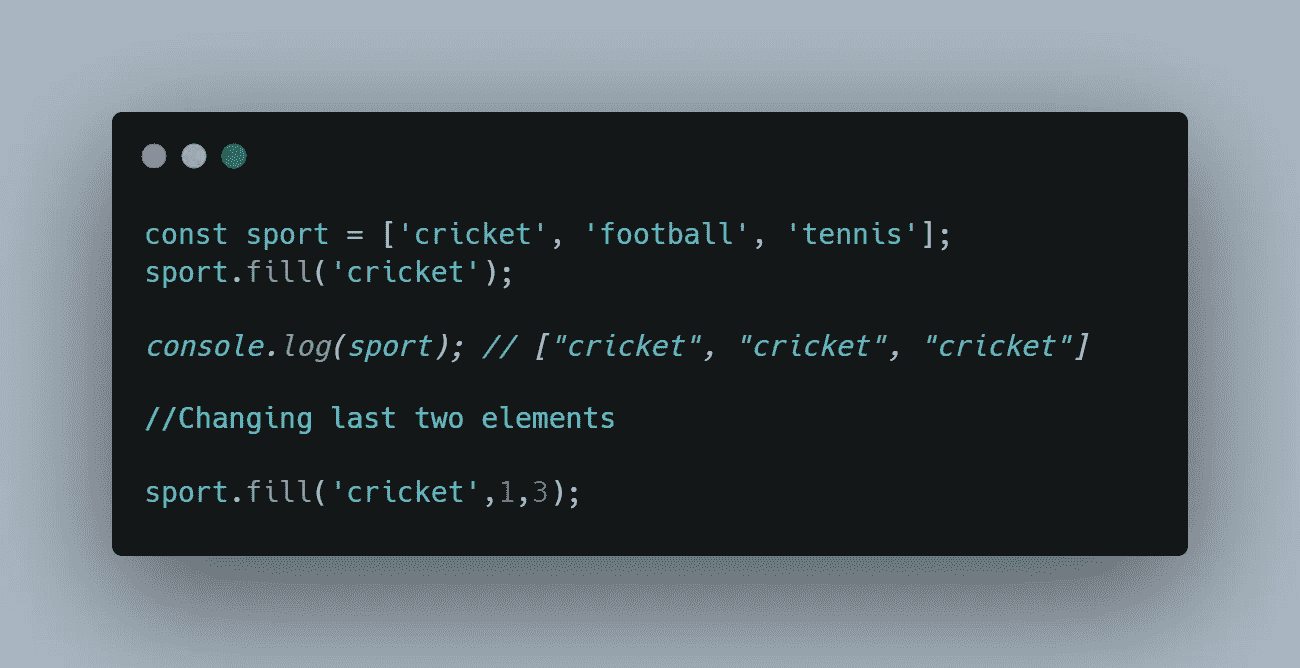 const sport = ['cricket', 'football', 'tennis'];
sport.fill('cricket');
console.log(sport); // ["cricket", "cricket", "cricket"]
//Changing last two elements
sport.fill('cricket',1,3);